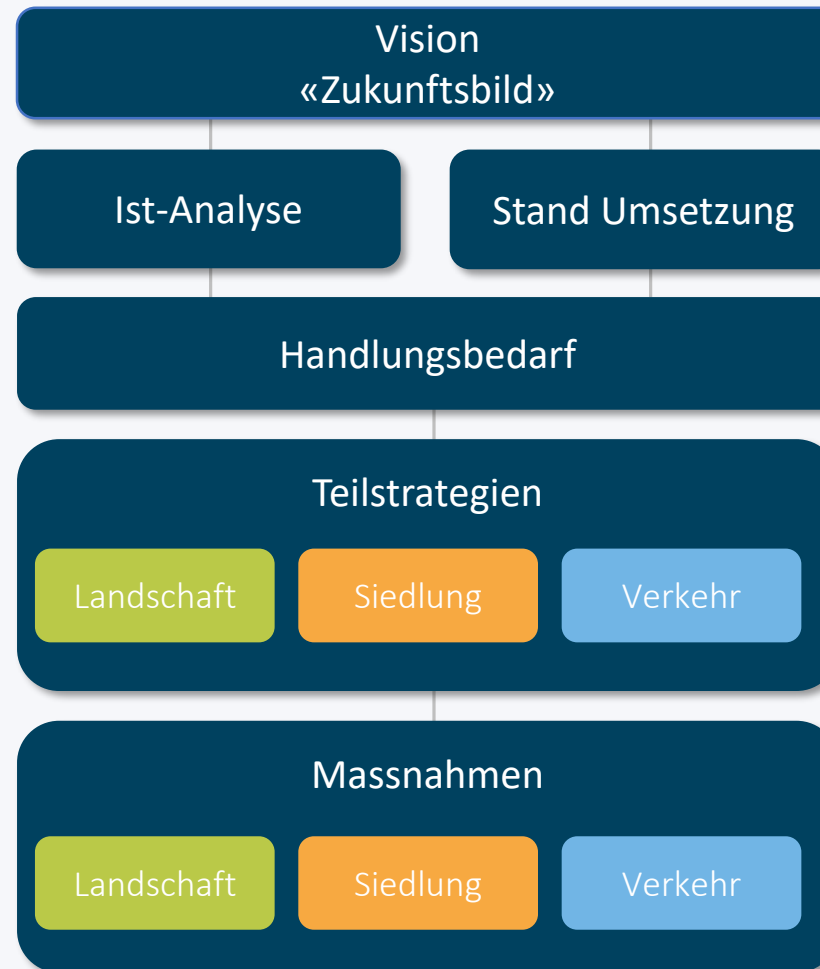 Vision
«Zukunftsbild»
Ist-Analyse
Stand Umsetzung
Handlungsbedarf
Teilstrategien
Landschaft
Siedlung
Verkehr
Massnahmen
Landschaft
Siedlung
Verkehr